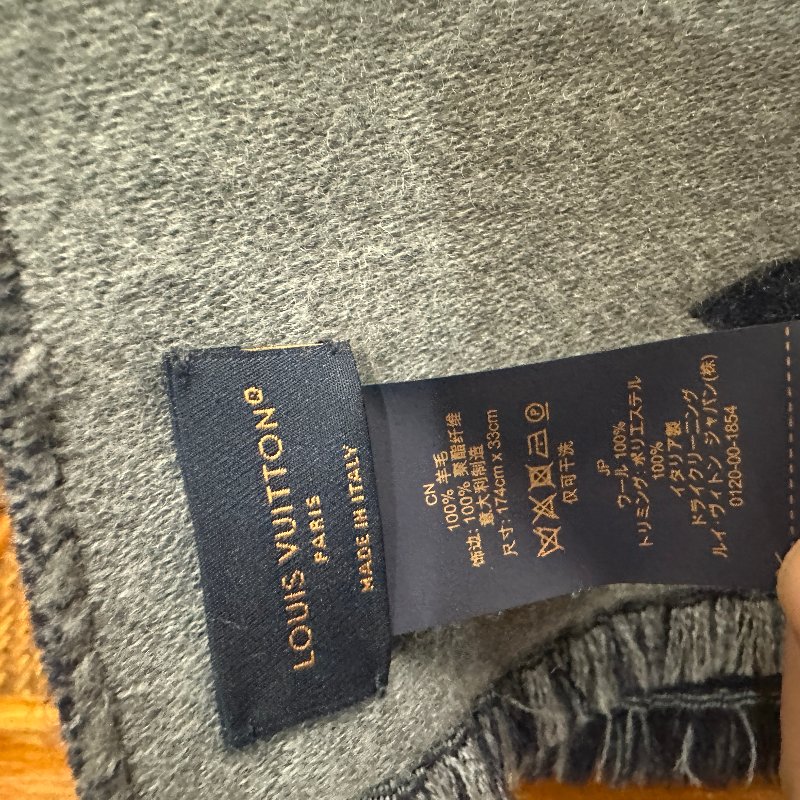 LOUIS VUITTON®
PARIS
MADE IN ITALY
CN
100% 羊毛
饰边: 100% 聚酯纤维
意大利制造
尺寸: 174cm x 33cm
仅可干洗
JP
ウール 100%
トリミング: ポリエステル
100%
イタリア製
ドライクリーニング
ルイ・ヴィトン ジャパン(株)
0120-00-1854